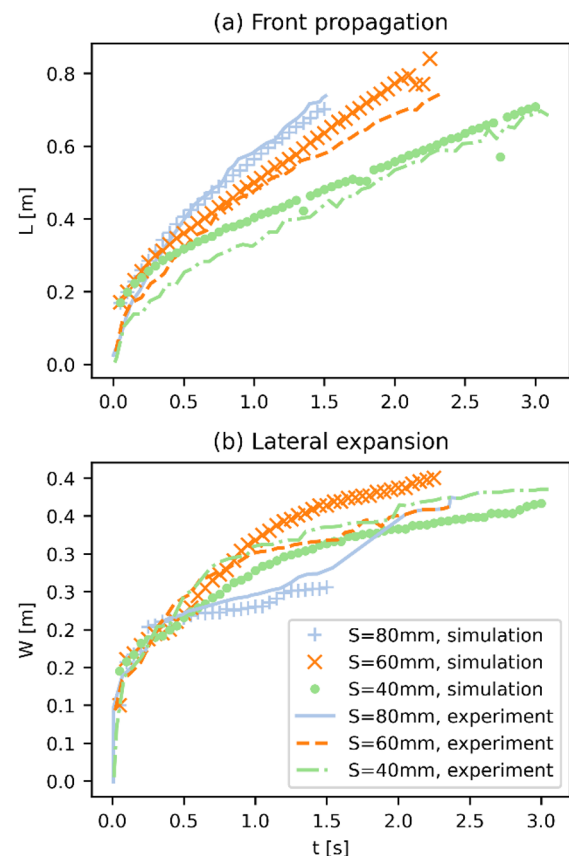 (a) Front propagation
0.8
0.6
0.4
0.2
0.0
L [m]
0.0 0.5 1.0 1.5 2.0 2.5 3.0
(b) Lateral expansion
0.4
0.4
0.3
0.3
0.2
0.2
0.1
0.1
0.0
W [m]
S=80mm, simulation
S=60mm, simulation
S=40mm, simulation
S=80mm, experiment
S=60mm, experiment
S=40mm, experiment
0.0 0.5 1.0 1.5 2.0 2.5 3.0
t [s]